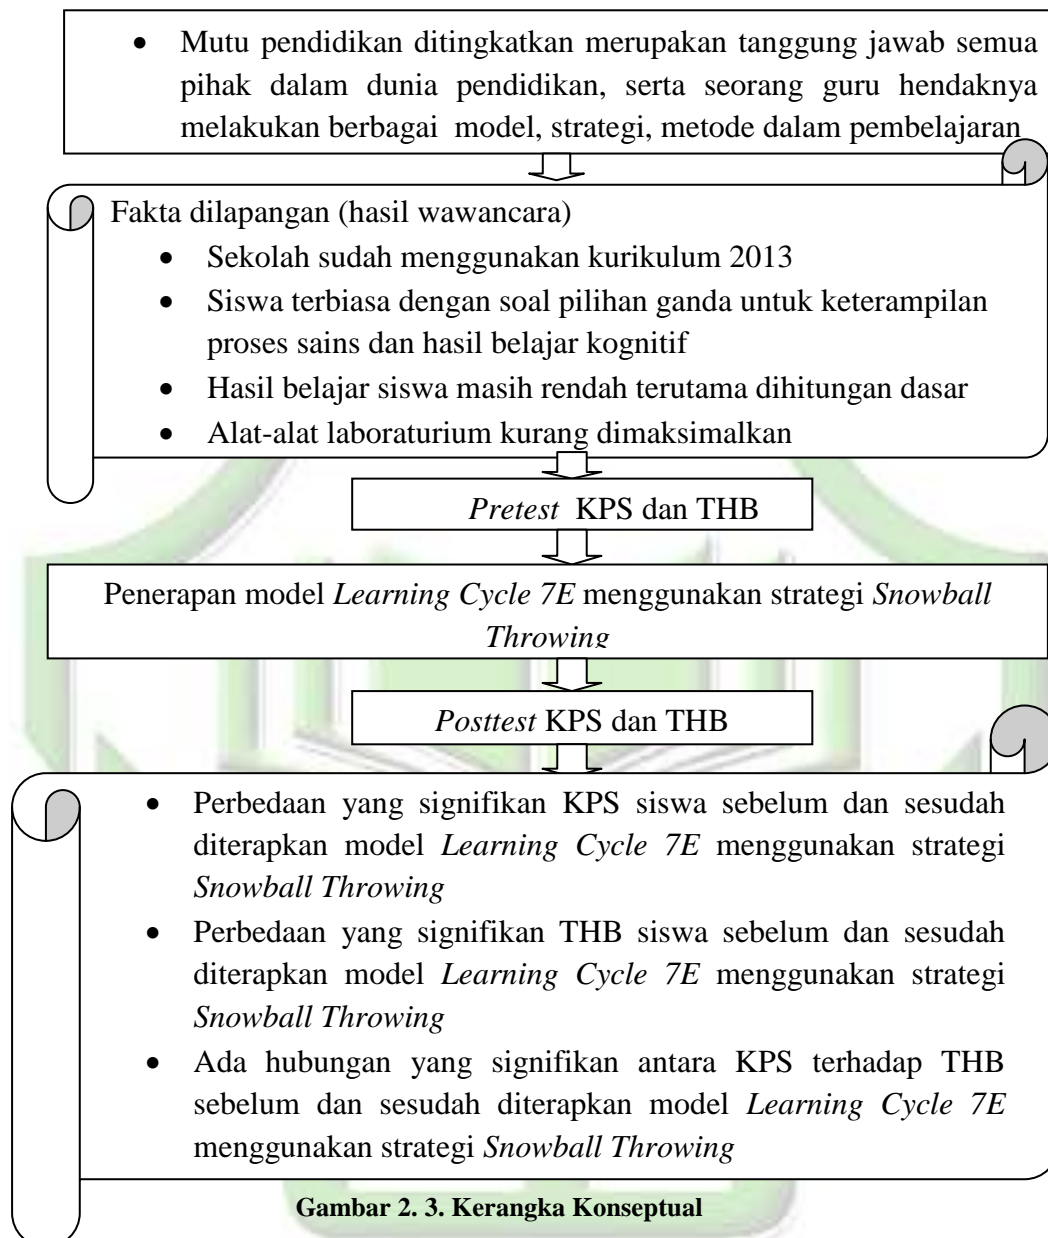 • Mutu pendidikan ditingkatkan merupakan tanggung jawab semua
pihak dalam dunia pendidikan, serta seorang guru hendaknya
melakukan berbagai model, strategi, metode dalam pembelajaran
Fakta dilapangan (hasil wawancara)
• Sekolah sudah menggunakan kurikulum 2013
• Siswa terbiasa dengan soal pilihan ganda untuk keterampilan
proses sains dan hasil belajar kognitif
• Hasil belajar siswa masih rendah terutama dihitungan dasar
• Alat-alat laboraturium kurang dimaksimalkan
Pretest KPS dan THB
Penerapan model Learning Cycle 7E menggunakan strategi Snowball
Throwing
Posttest KPS dan THB
• Perbedaan yang signifikan KPS siswa sebelum dan sesudah
diterapkan model Learning Cycle 7E menggunakan strategi
Snowball Throwing
• Perbedaan yang signifikan THB siswa sebelum dan sesudah
diterapkan model Learning Cycle 7E menggunakan strategi
Snowball Throwing
• Ada hubungan yang signifikan antara KPS terhadap THB
sebelum dan sesudah diterapkan model Learning Cycle 7E
menggunakan strategi Snowball Throwing
Gambar 2. 3. Kerangka Konseptual